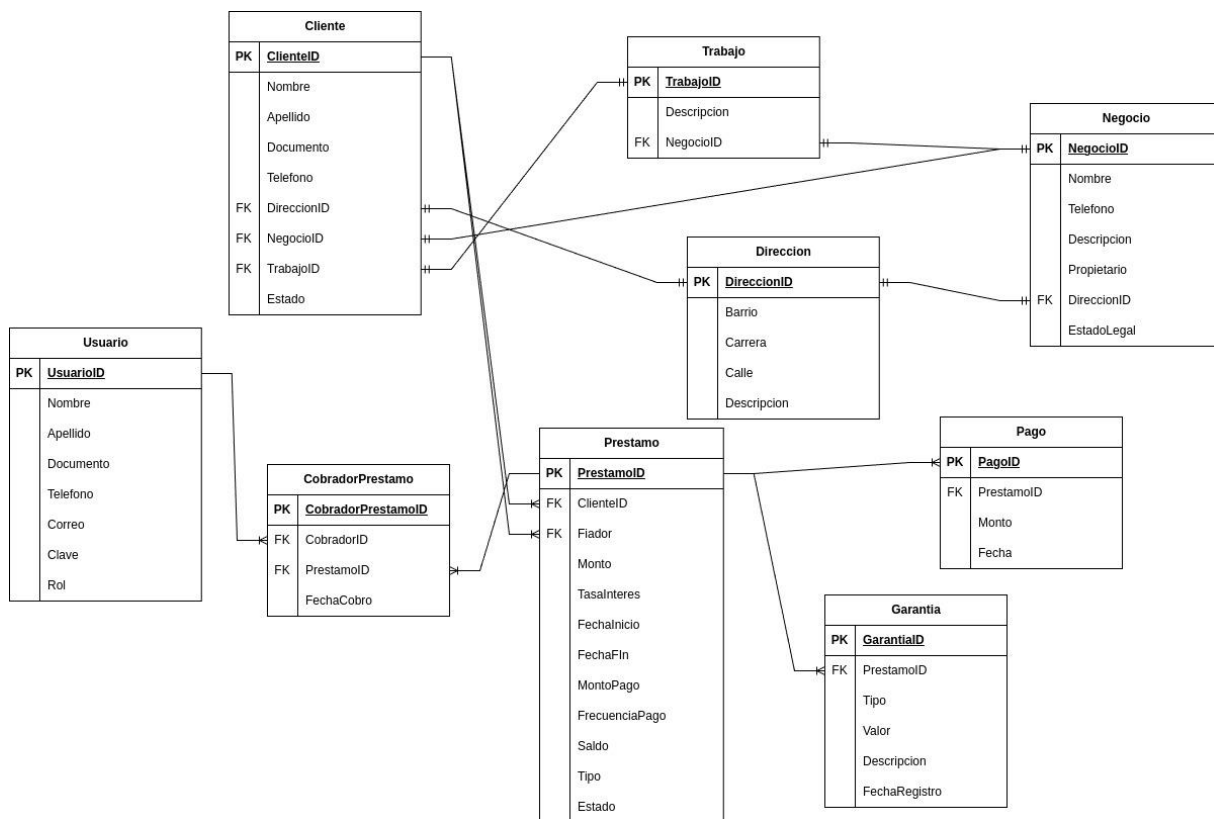 Cliente
PK ClienteID
Nombre
Apellido
Documento
Telefono
FK DireccionID
FK NegocioID
FK TrabajoID
Estado
Trabajo
PK TrabajoID
Descripcion
FK NegocioID
Negocio
PK NegocioID
Nombre
Telefono
Descripcion
Propietario
FK DireccionID
EstadoLegal
Direccion
PK DireccionID
Barrio
Carrera
Calle
Descripcion
Usuario
PK UsuarioID
Nombre
Apellido
Documento
Telefono
Correo
Clave
Rol
CobradorPrestamo
PK CobradorPrestamoID
FK CobradorID
FK PrestamoID
FechaCobro
Prestamo
PK PrestamoID
FK ClienteID
FK Fiador
Monto
TasaInteres
FechaInicio
FechaFIn
MontoPago
FrecuenciaPago
Saldo
Tipo
Estado
Pago
PK PagoID
FK PrestamoID
Monto
Fecha
Garantia
PK GarantiaID
FK PrestamoID
Tipo
Valor
Descripcion
FechaRegistro